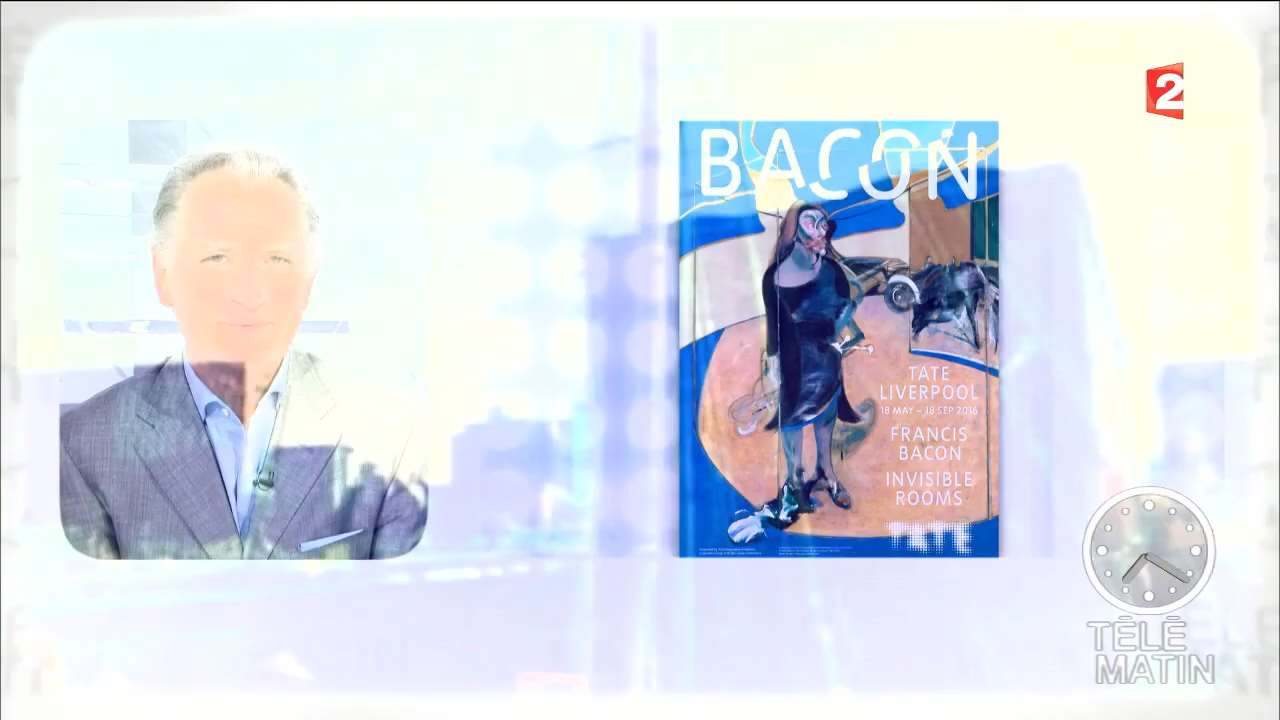 2
BACON
TATE
LIVERPOOL
18 MAY – 18 SEP 2016
FRANCIS
BACON
INVISIBLE
ROOMS
TATE
TÉLÉ
MATIN